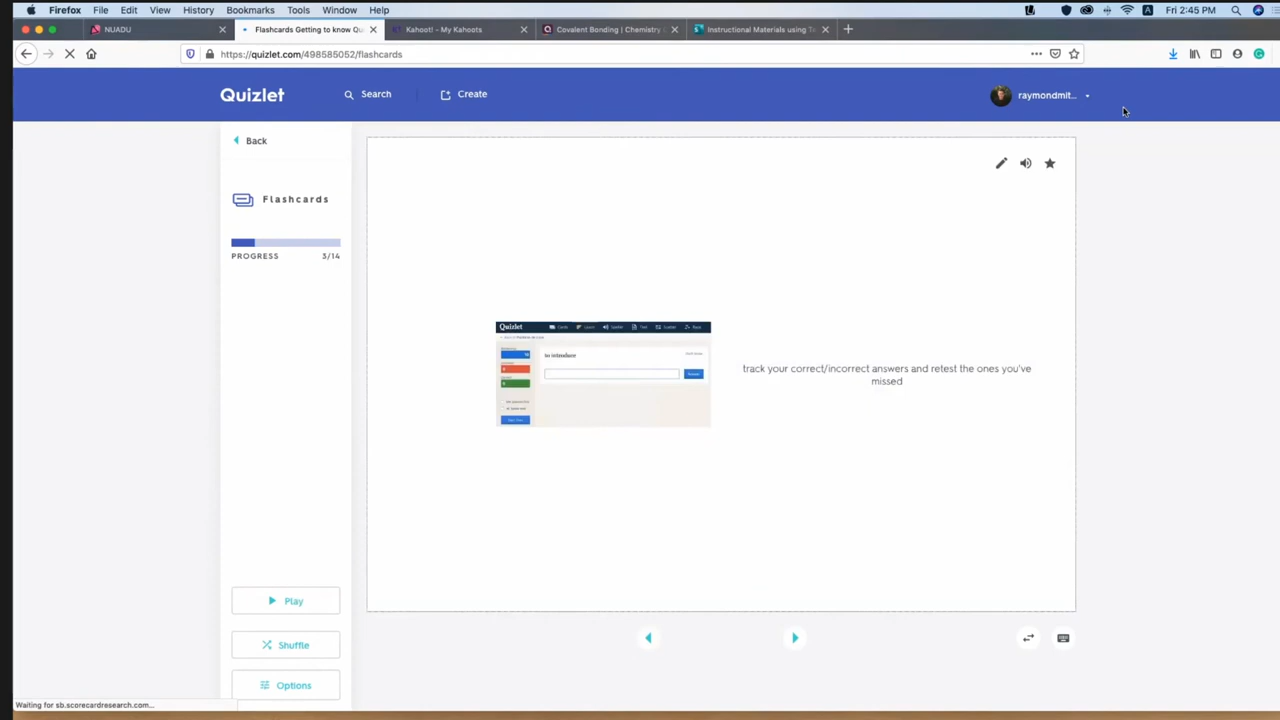 Firefox File Edit View History Bookmarks Tools Window Help
A Fri 2:45 PM
NUADU
Flashcards Getting to know Qu
Kahoot! - My Kahoots
Covalent Bonding | Chemistry
Instructional Materials using T
https://quizlet.com/498585052/flashcards
Quizlet
Search
Create
raymondmit...
Back
Flashcards
PROGRESS 3/14
Quizlet
to introduce
track your correct/incorrect answers and retest the ones you've
missed
Play
Shuffle
Options
Waiting for sb.scorecardresearch.com...